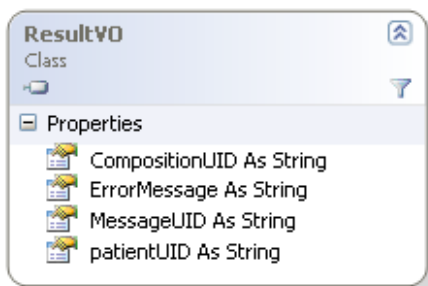 ResultVO
Class
Properties
CompositionUID As String
ErrorMessage As String
MessageUID As String
patientUID As String